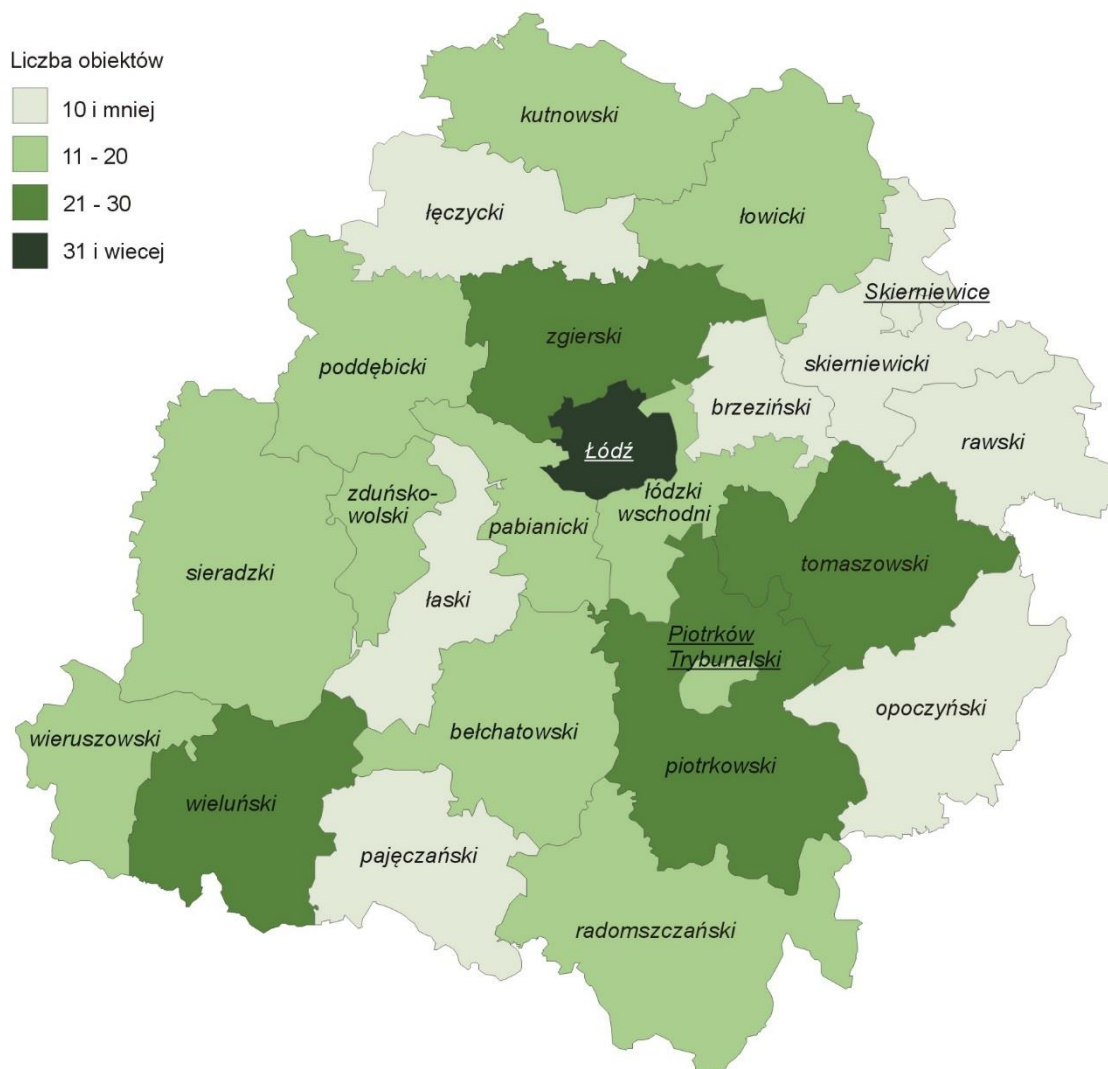 Liczba obiektów
10 i mniej
11 - 20
21 - 30
31 i wiecej
kutnowski
łęczycki
łowicki
Skierniewice
zgierski
skierniewicki
poddębicki
brzeziński
rawski
Łódź
zduńsko-
wolski
łódzki
wschodni
pabianicki
sieradzki
tomaszowski
łaski
Piotrków
Trybunalski
opoczyński
wieruszowski
bełchatowski
piotrkowski
wieluński
pajęczański
radomszczański